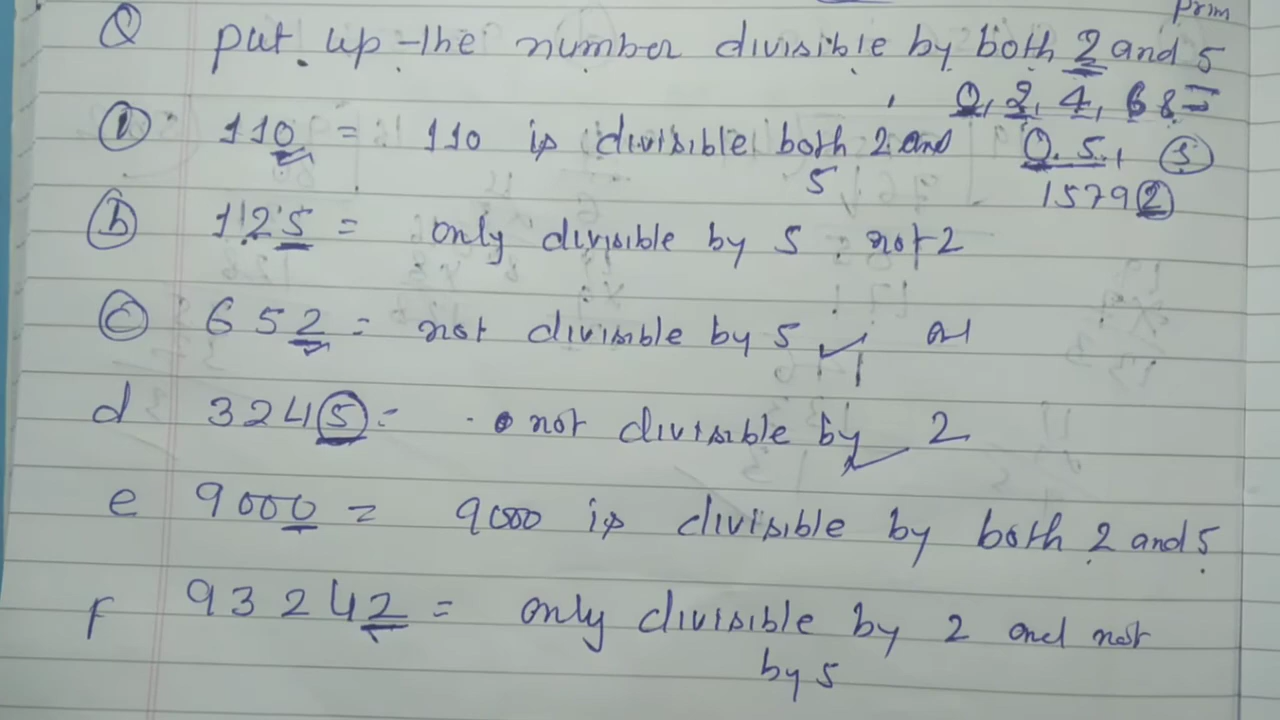 prim
Q put up the number divisible by both 2 and 5
0, 2, 4, 6 8
a 110 = 110 is divisible both 2 and 5
0, 5, 5
15792
b 125 = only divisible by 5 not 2
c 652 = not divisible by 5
d 3245 = not divisible by 2
e 9000 = 9000 is divisible by both 2 and 5
F 93242 = only divisible by 2 and not
by 5